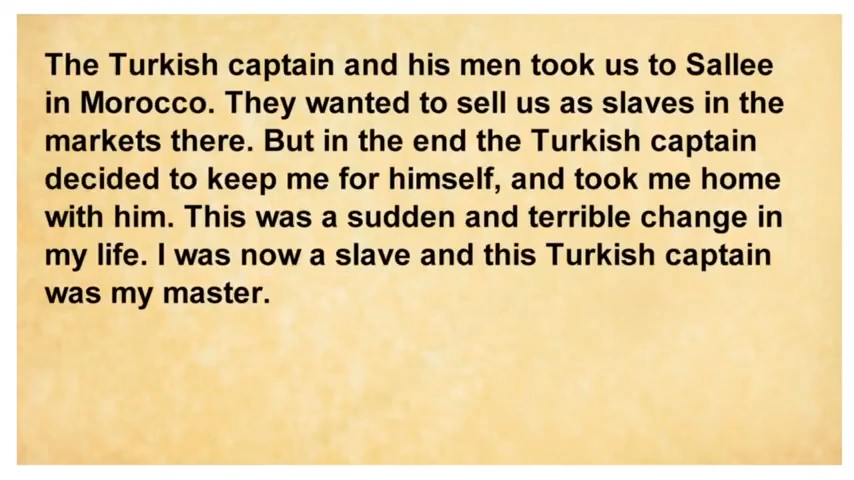 The Turkish captain and his men took us to Sallee
in Morocco. They wanted to sell us as slaves in the
markets there. But in the end the Turkish captain
decided to keep me for himself, and took me home
with him. This was a sudden and terrible change in
my life. I was now a slave and this Turkish captain
was my master.